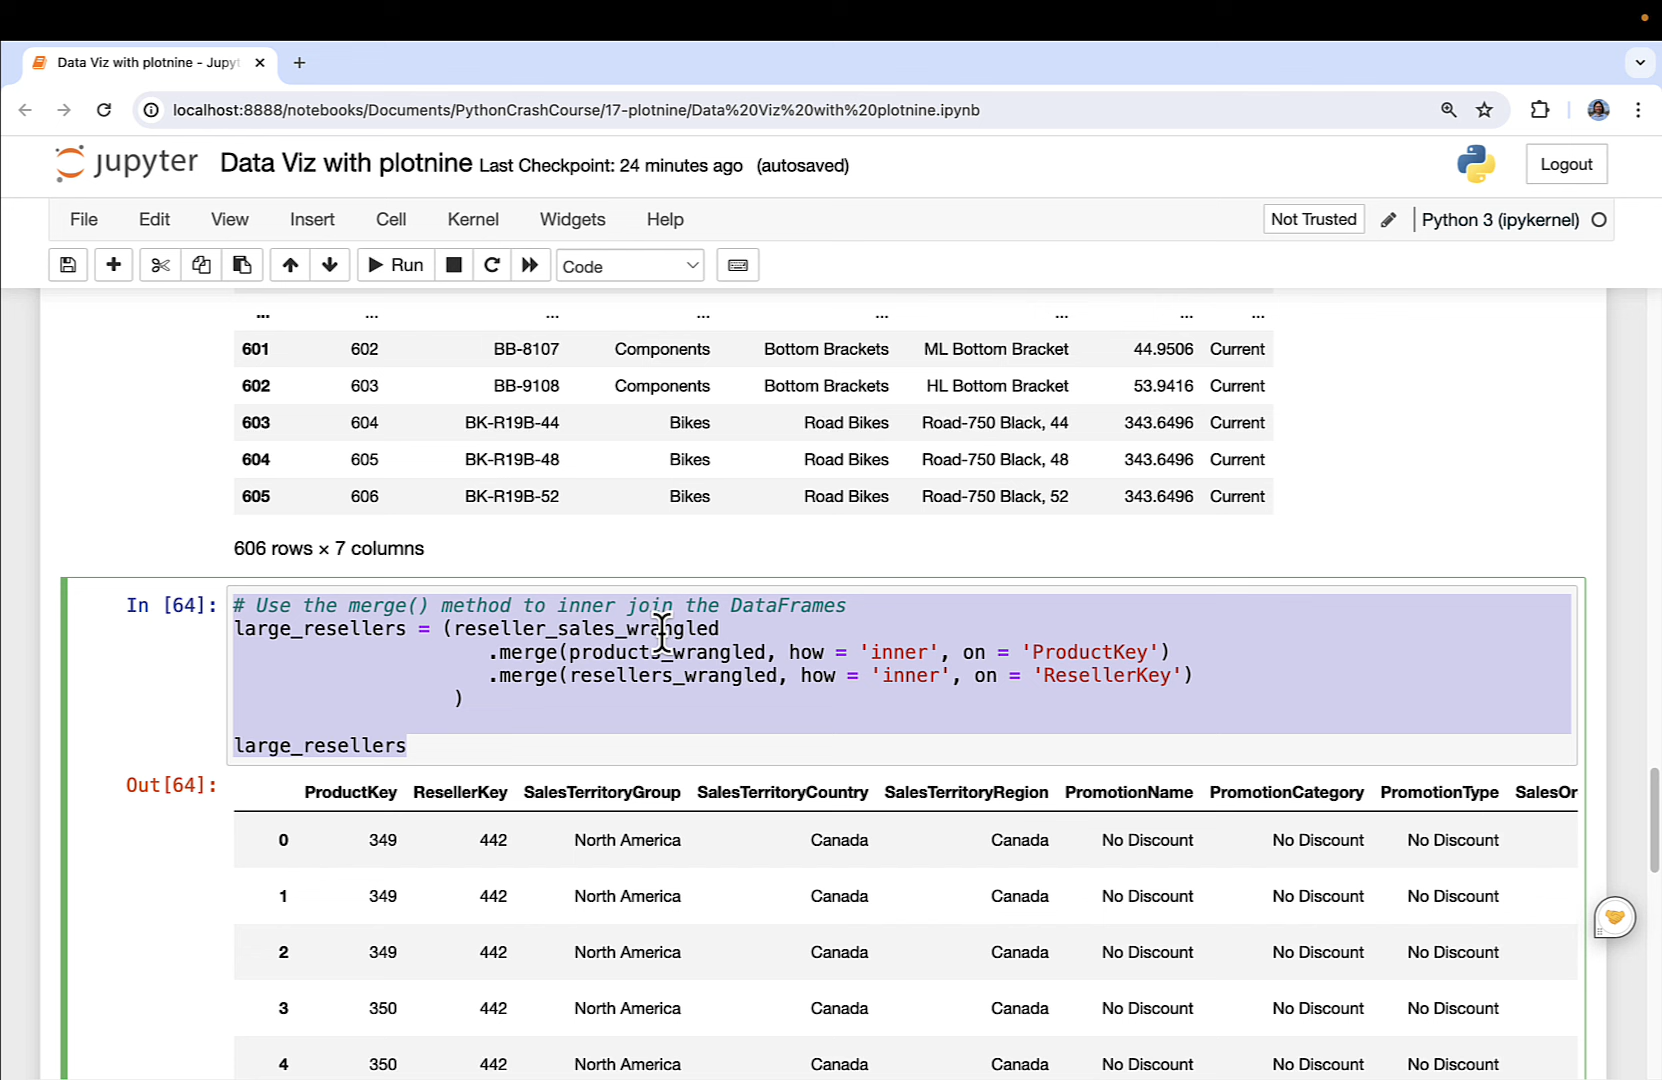 Data Viz with plotnine - Jupyt
localhost:8888/notebooks/Documents/PythonCrashCourse/17-plotnine/Data%20Viz%20with%20plotnine.ipynb
jupyter Data Viz with plotnine Last Checkpoint: 24 minutes ago (autosaved) Logout
File Edit View Insert Cell Kernel Widgets Help Not Trusted Python 3 (ipykernel)
Run Code
... ... ... ... ... ... ... ...
601 602 BB-8107 Components Bottom Brackets ML Bottom Bracket 44.9506 Current
602 603 BB-9108 Components Bottom Brackets HL Bottom Bracket 53.9416 Current
603 604 BK-R19B-44 Bikes Road Bikes Road-750 Black, 44 343.6496 Current
604 605 BK-R19B-48 Bikes Road Bikes Road-750 Black, 48 343.6496 Current
605 606 BK-R19B-52 Bikes Road Bikes Road-750 Black, 52 343.6496 Current
606 rows × 7 columns
In [64]: # Use the merge() method to inner join the DataFrames
large_resellers = (reseller_sales_wrangled
.merge(products_wrangled, how = 'inner', on = 'ProductKey')
.merge(resellers_wrangled, how = 'inner', on = 'ResellerKey')
)
large_resellers
Out[64]:
ProductKey ResellerKey SalesTerritoryGroup SalesTerritoryCountry SalesTerritoryRegion PromotionName PromotionCategory PromotionType SalesOr
0 349 442 North America Canada Canada No Discount No Discount No Discount
1 349 442 North America Canada Canada No Discount No Discount No Discount
2 349 442 North America Canada Canada No Discount No Discount No Discount
3 350 442 North America Canada Canada No Discount No Discount No Discount
4 350 442 North America Canada Canada No Discount No Discount No Discount